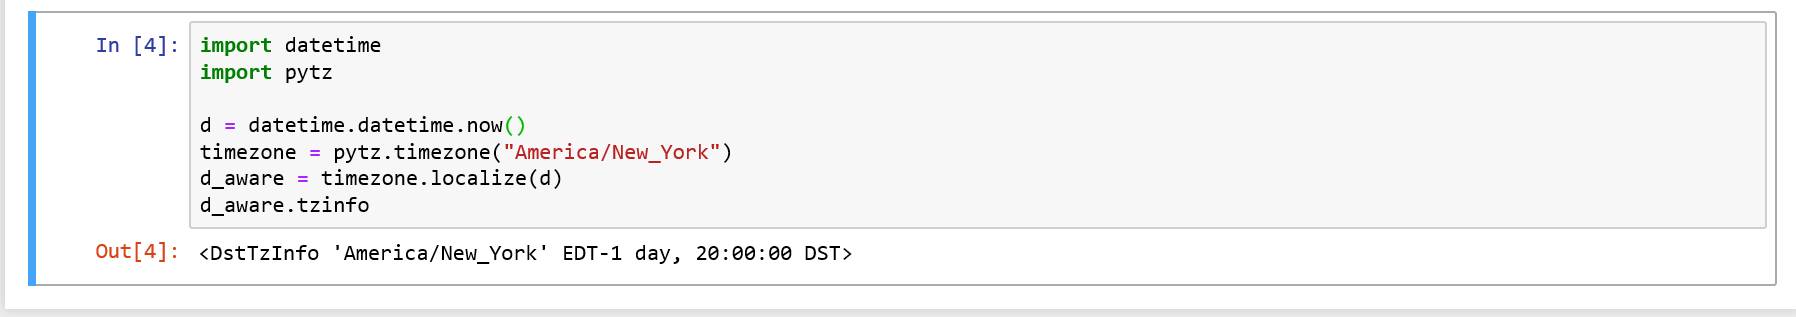 In [4]: import datetime
import pytz
d = datetime.datetime.now()
timezone = pytz.timezone("America/New_York")
d_aware = timezone.localize(d)
d_aware.tzinfo
Out[4]: <DstTzInfo 'America/New_York' EDT-1 day, 20:00:00 DST>